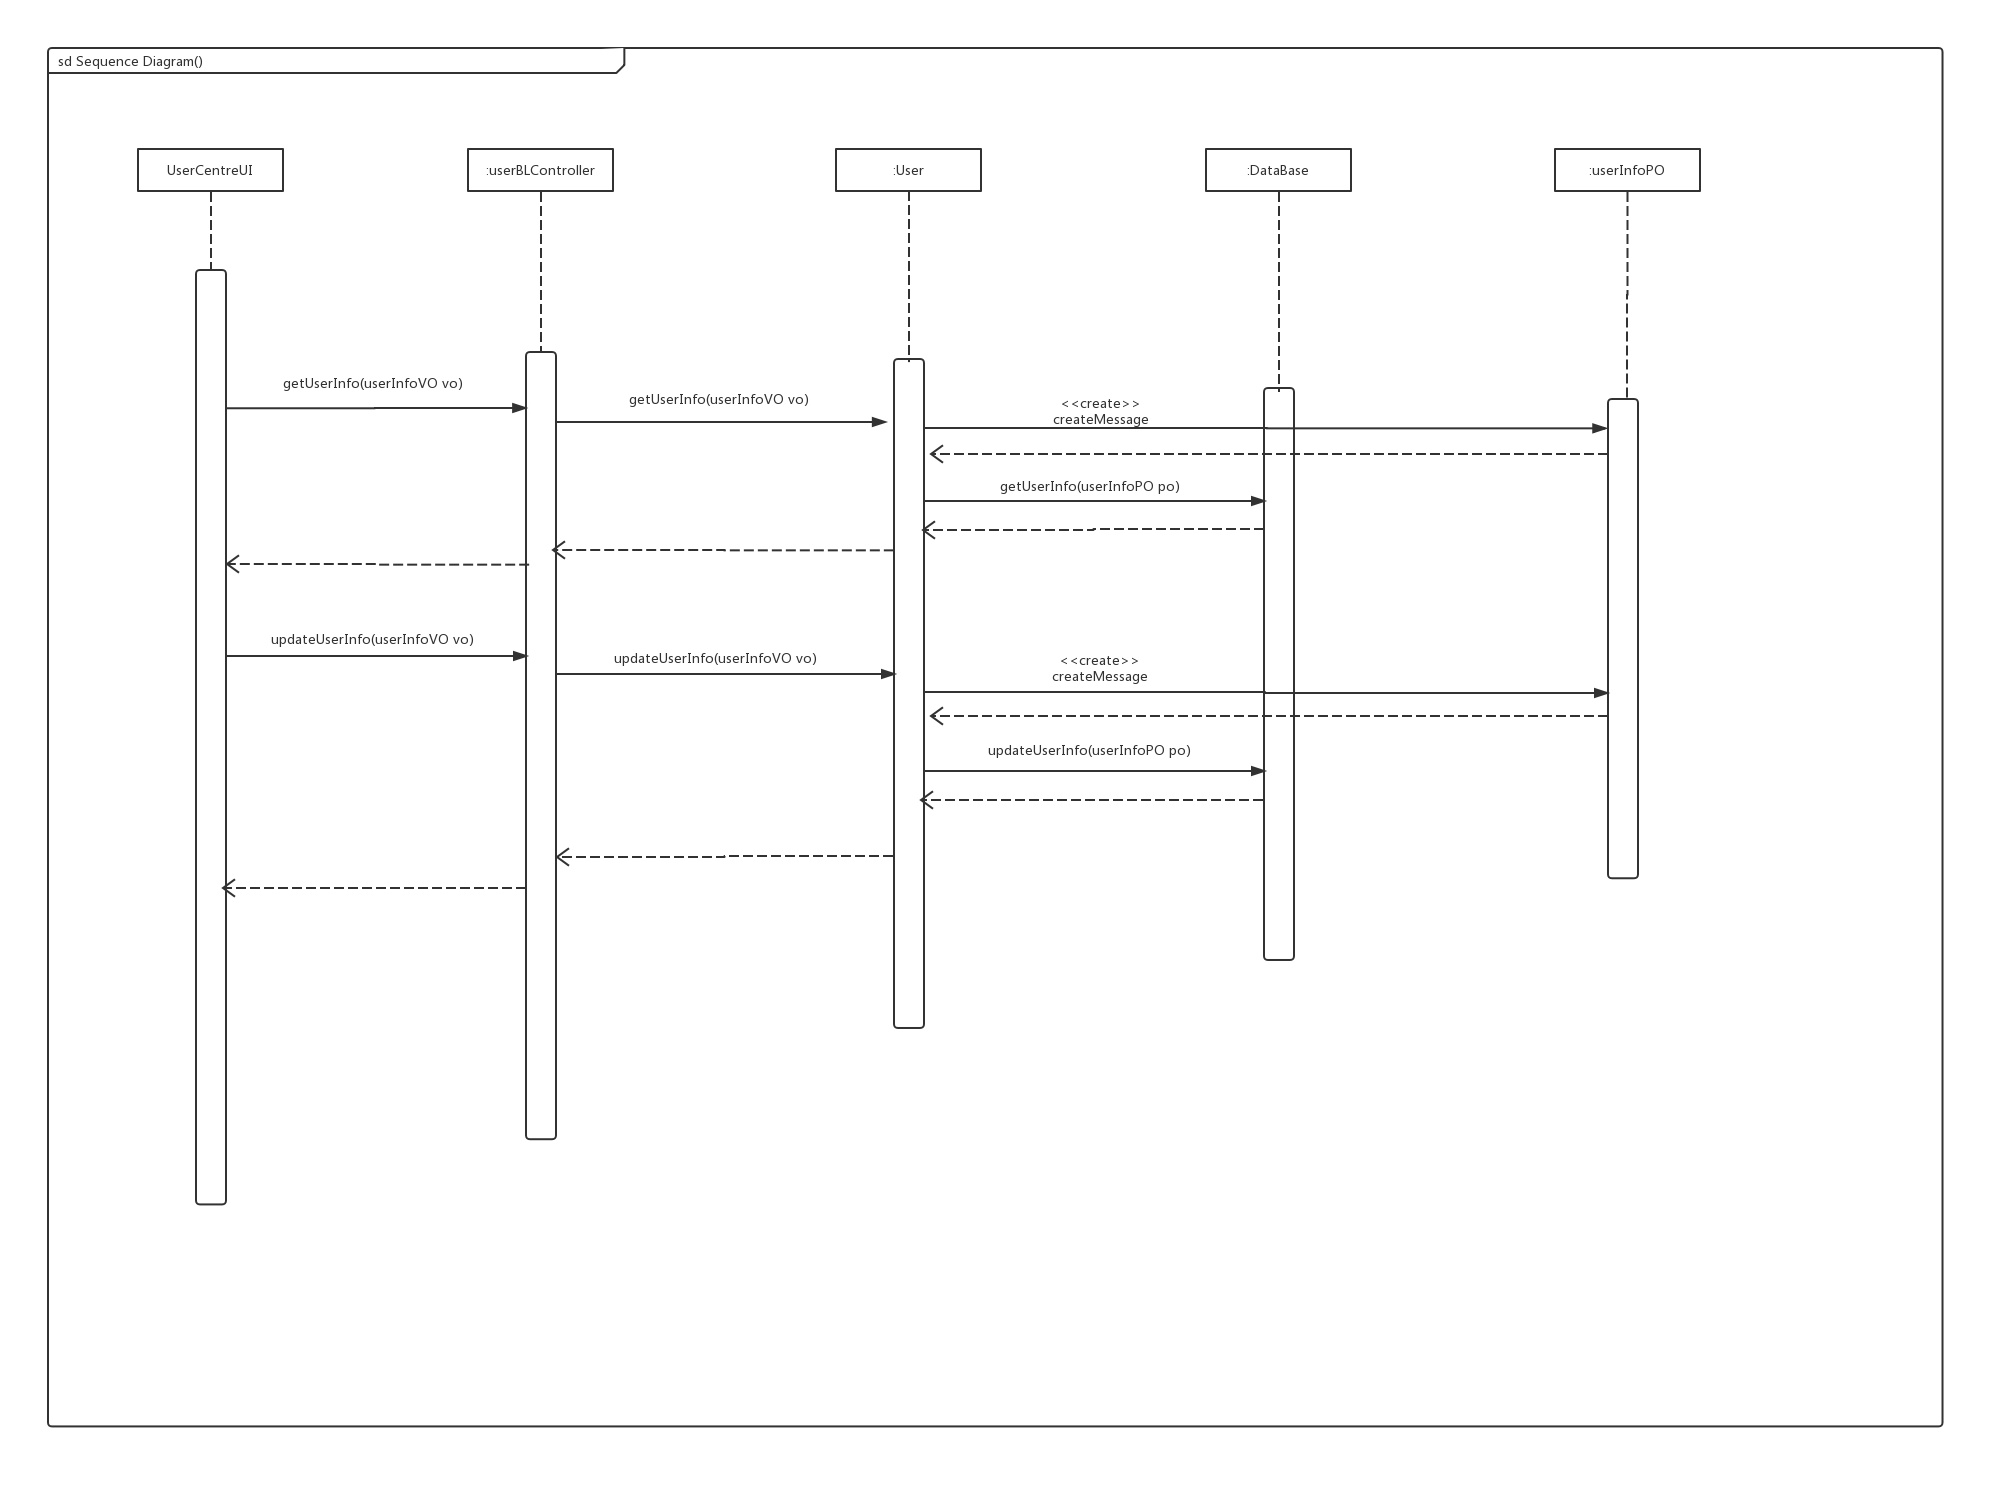 sd Sequence Diagram()
UserCentreUI
:userBLController
:User
:DataBase
:userInfoPO
getUserInfo(userInfoVO vo)
getUserInfo(userInfoVO vo)
<<create>>
createMessage
getUserInfo(userInfoPO po)
updateUserInfo(userInfoVO vo)
updateUserInfo(userInfoVO vo)
<<create>>
createMessage
updateUserInfo(userInfoPO po)